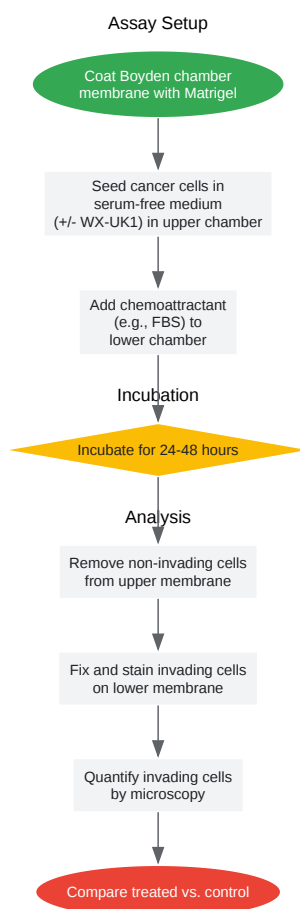 Assay Setup
Coat Boyden chamber
membrane with Matrigel
Seed cancer cells in
serum-free medium
(+/- WX-UK1) in upper chamber
Add chemoattractant
(e.g., FBS) to
lower chamber
Incubation
Incubate for 24-48 hours
Analysis
Remove non-invading cells
from upper membrane
Fix and stain invading cells
on lower membrane
Quantify invading cells
by microscopy
Compare treated vs. control